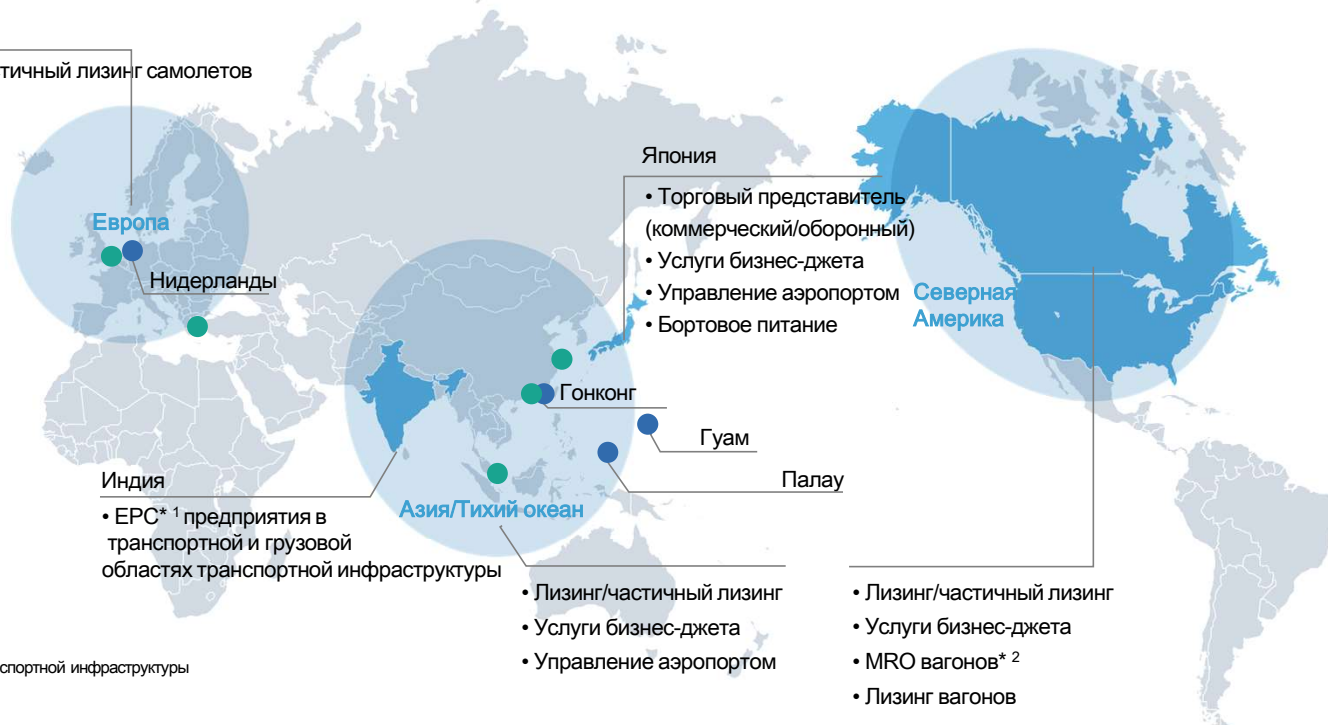 тичный лизинг самолетов
Европа
Нидерланды
Япония
• Торговый представитель
(коммерческий/оборонный)
• Услуги бизнес-джета
• Управление аэропортом
• Бортовое питание
Северная
Америка
Гонконг
Гуам
Палау
Индия
• EPC* 1 предприятия в
транспортной и грузовой
областях транспортной инфраструктуры
Азия/Тихий океан
• Лизинг/частичный лизинг
• Услуги бизнес-джета
• Управление аэропортом
• Лизинг/частичный лизинг
• Услуги бизнес-джета
• MRO вагонов* 2
• Лизинг вагонов
спортной инфраструктуры